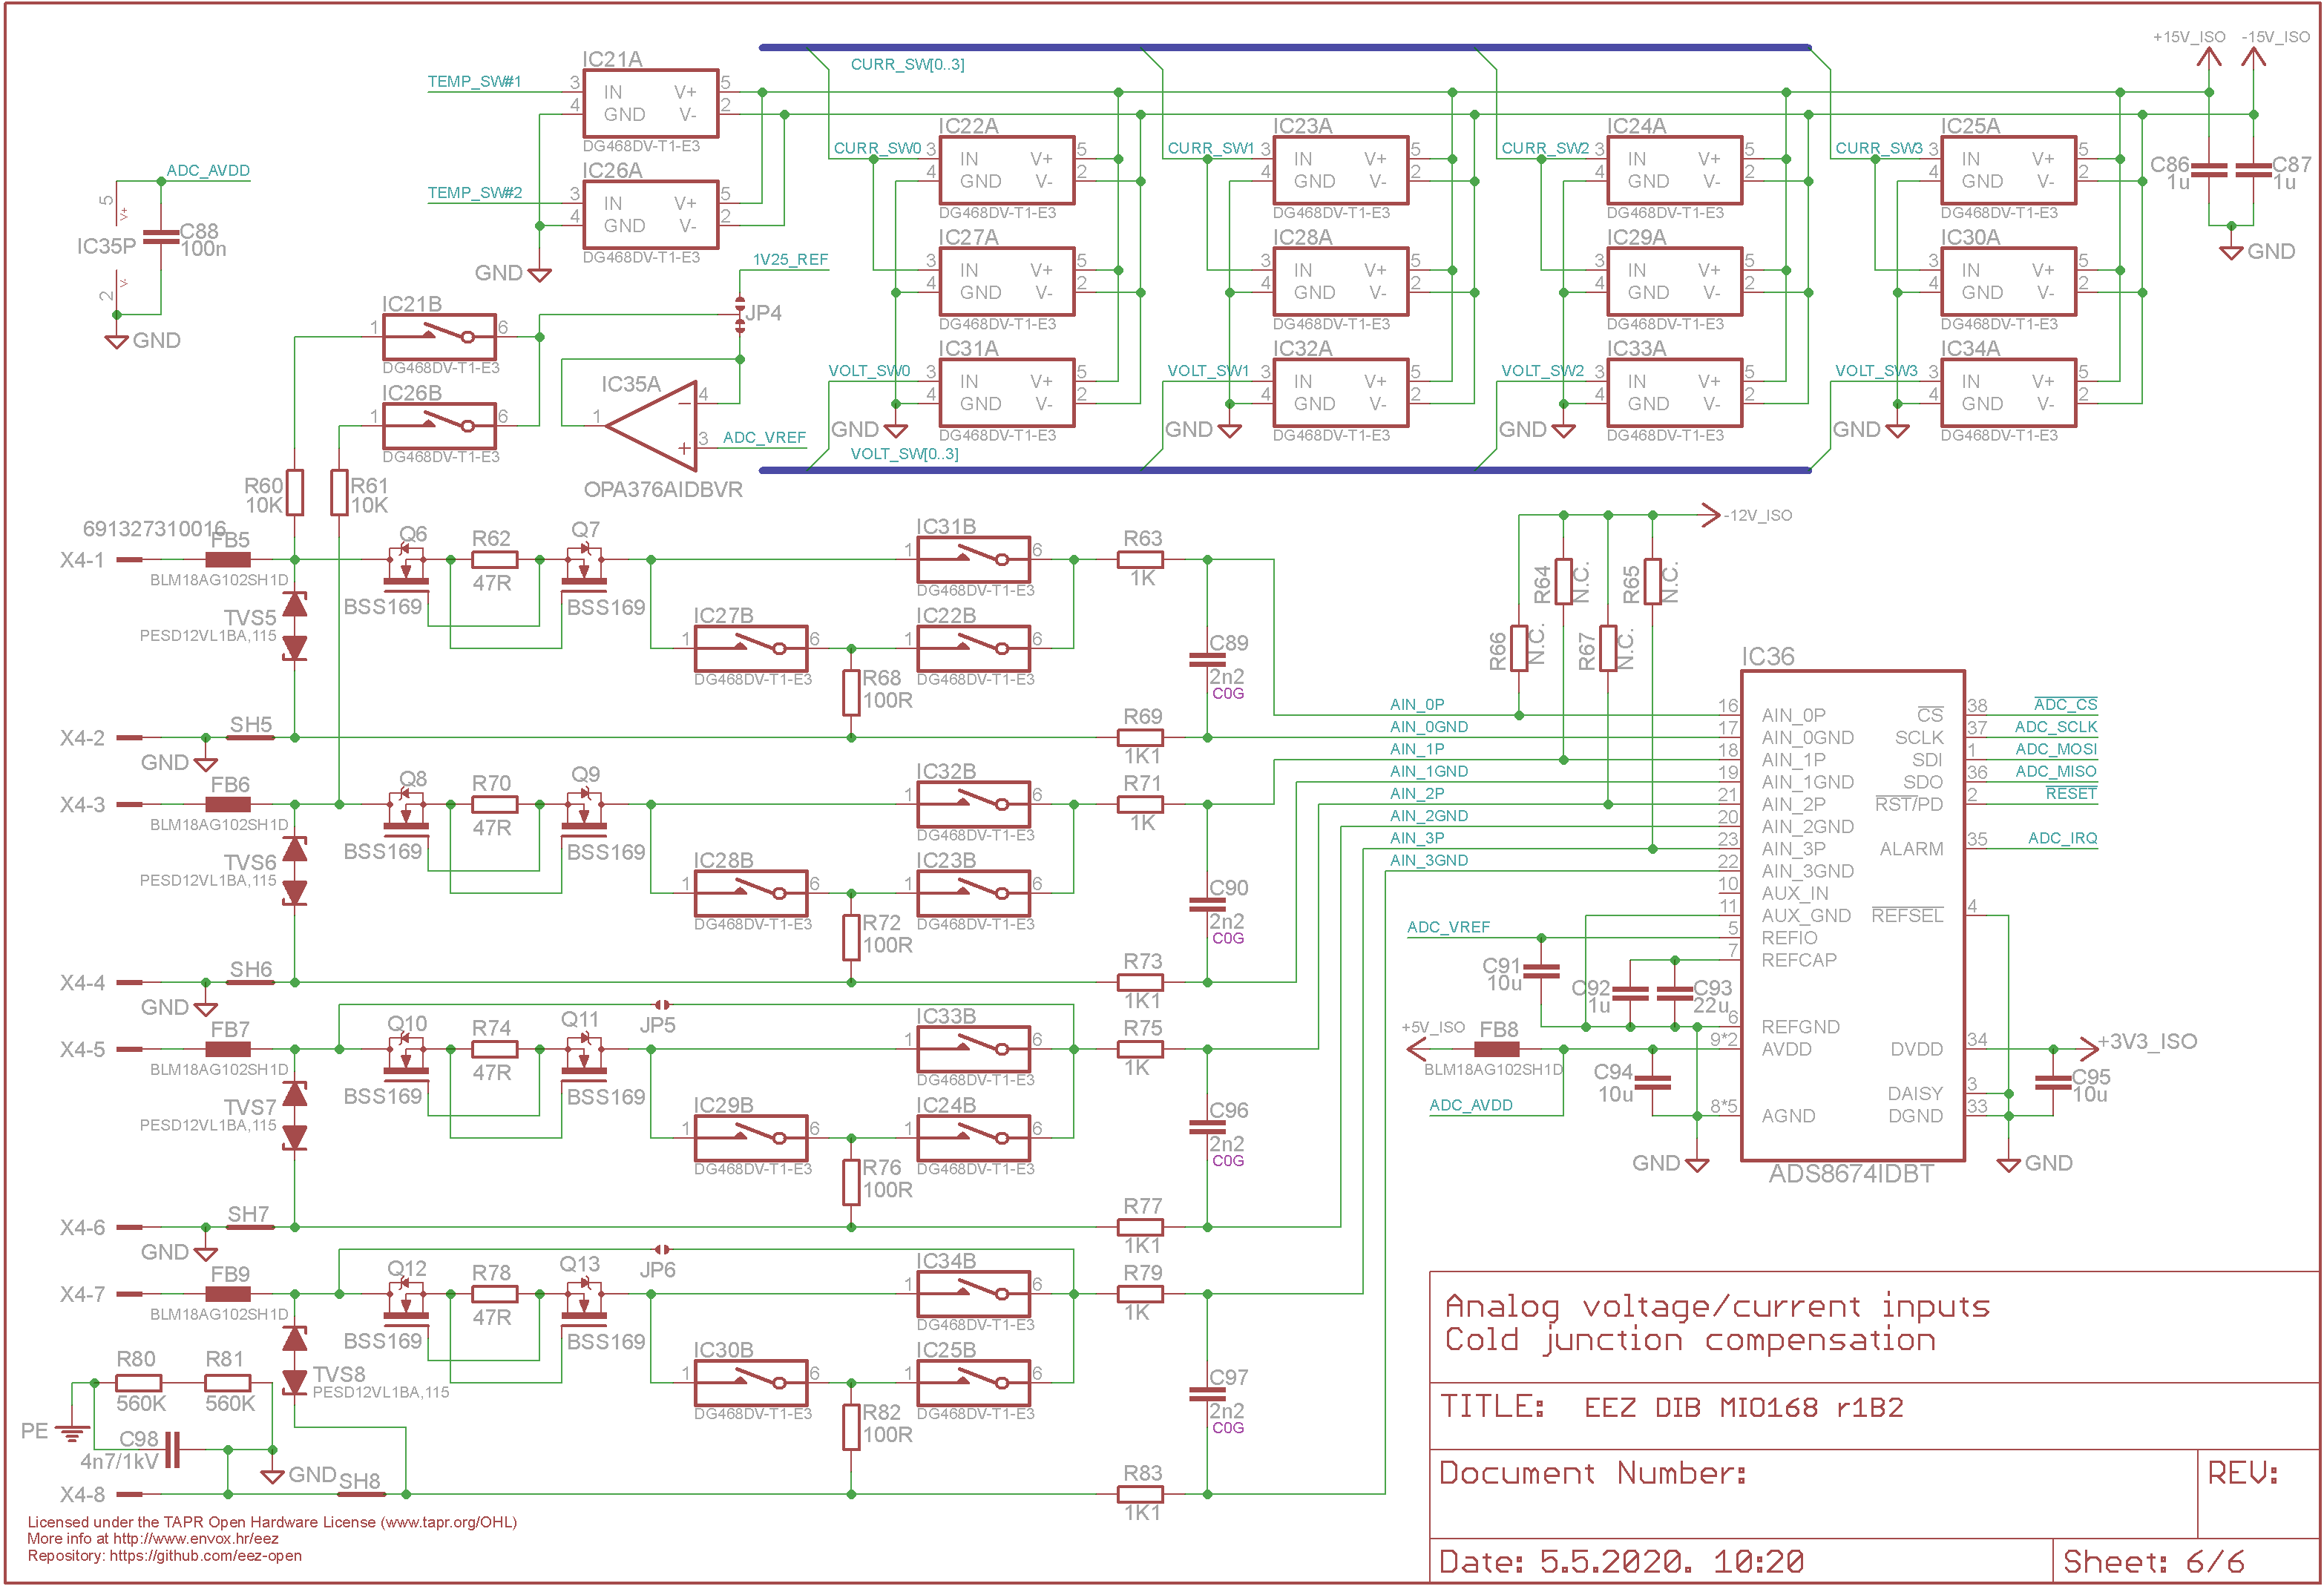 +15V_ISO -15V_ISO
CURR_SW[0..3]
IC21A
TEMP_SW#1 3 IN V+ 5
4 GND V- 2
DG468DV-T1-E3
IC26A
TEMP_SW#2 3 IN V+ 5
4 GND V- 2
DG468DV-T1-E3
GND
IC22A
CURR_SW0 3 IN V+ 5
4 GND V- 2
DG468DV-T1-E3
IC27A
3 IN V+ 5
4 GND V- 2
DG468DV-T1-E3
IC31A
VOLT_SW0 3 IN V+ 5
4 GND V- 2
DG468DV-T1-E3
GND
IC23A
CURR_SW1 3 IN V+ 5
4 GND V- 2
DG468DV-T1-E3
IC28A
3 IN V+ 5
4 GND V- 2
DG468DV-T1-E3
IC32A
VOLT_SW1 3 IN V+ 5
4 GND V- 2
DG468DV-T1-E3
GND
IC24A
CURR_SW2 3 IN V+ 5
4 GND V- 2
DG468DV-T1-E3
IC29A
3 IN V+ 5
4 GND V- 2
DG468DV-T1-E3
IC33A
VOLT_SW2 3 IN V+ 5
4 GND V- 2
DG468DV-T1-E3
GND
IC25A
CURR_SW3 3 IN V+ 5
4 GND V- 2
DG468DV-T1-E3
IC30A
3 IN V+ 5
4 GND V- 2
DG468DV-T1-E3
IC34A
VOLT_SW3 3 IN V+ 5
4 GND V- 2
DG468DV-T1-E3
GND
VOLT_SW[0..3]
C86 1u
C87 1u
GND
ADC_AVDD
5 V+
IC35P
2 V-
C88
100n
GND
IC21B
1 6
DG468DV-T1-E3
IC26B
1 6
DG468DV-T1-E3
1V25_REF
JP4
IC35A
1 4 3
ADC_VREF
OPA376AIDBVR
R60
10K
R61
10K
691327310016
X4-1
FB5
BLM18AG102SH1D
TVS5
PESD12VL1BA,115
Q6
BSS169
R62
47R
Q7
BSS169
IC31B
1 6
DG468DV-T1-E3
IC27B
1 6
DG468DV-T1-E3
IC22B
1 6
DG468DV-T1-E3
R68
100R
R63
1K
C89
2n2
C0G
R69
1K1
X4-2
SH5
GND
X4-3
FB6
BLM18AG102SH1D
TVS6
PESD12VL1BA,115
Q8
BSS169
R70
47R
Q9
BSS169
IC32B
1 6
DG468DV-T1-E3
IC28B
1 6
DG468DV-T1-E3
IC23B
1 6
DG468DV-T1-E3
R72
100R
R71
1K
C90
2n2
C0G
R73
1K1
X4-4
SH6
GND
X4-5
FB7
BLM18AG102SH1D
TVS7
PESD12VL1BA,115
JP5
Q10
BSS169
R74
47R
Q11
BSS169
IC33B
1 6
DG468DV-T1-E3
IC29B
1 6
DG468DV-T1-E3
IC24B
1 6
DG468DV-T1-E3
R76
100R
R75
1K
C96
2n2
C0G
R77
1K1
X4-6
SH7
GND
X4-7
FB9
BLM18AG102SH1D
TVS8
PESD12VL1BA,115
JP6
Q12
BSS169
R78
47R
Q13
BSS169
IC34B
1 6
DG468DV-T1-E3
IC30B
1 6
DG468DV-T1-E3
IC25B
1 6
DG468DV-T1-E3
R82
100R
R79
1K
C97
2n2
C0G
R83
1K1
R80
560K
R81
560K
PE
C98
4n7/1kV
GND
X4-8
SH8
-12V_ISO
R66 N.C.
R64 N.C.
R67 N.C.
R65 N.C.
IC36
AIN_0P 16 AIN_0P
AIN_0GND 17 AIN_0GND
AIN_1P 18 AIN_1P
AIN_1GND 19 AIN_1GND
AIN_2P 21 AIN_2P
AIN_2GND 20 AIN_2GND
AIN_3P 23 AIN_3P
AIN_3GND 22 AIN_3GND
10 AUX_IN
11 AUX_GND
ADC_VREF 5 REFIO
7 REFCAP
6 REFGND
9*2 AVDD
8*5 AGND
CS 38 ADC_CS
SCLK 37 ADC_SCLK
SDI 1 ADC_MOSI
SDO 36 ADC_MISO
RST/PD 2 RESET
ALARM 35 ADC_IRQ
REFSEL 4
DVDD 34 +3V3_ISO
DAISY 3
DGND 33
ADS8674IDBT
C91
10u
C92
1u
C93
22u
+5V_ISO
FB8
BLM18AG102SH1D
C94
10u
ADC_AVDD
C95
10u
GND
GND
Analog voltage/current inputs
Cold junction compensation
TITLE: EEZ DIB MIO168 r1B2
Document Number: REV:
Date: 5.5.2020. 10:20 Sheet: 6/6
Licensed under the TAPR Open Hardware License (www.tapr.org/OHL)
More info at http://www.envox.hr/eez
Repository: https://github.com/eez-open